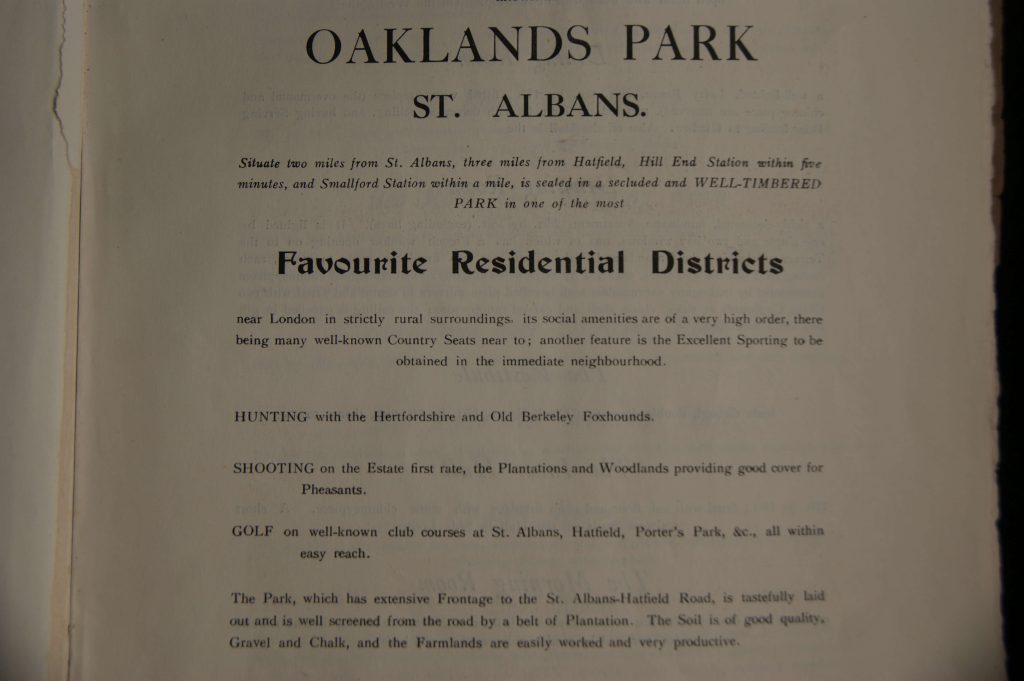 OAKLANDS PARK
ST. ALBANS.
Situate two miles from St. Albans, three miles from Hatfield, Hill End Station within five
minutes, and Smallford Station within a mile, is seated in a secluded and WELL-TIMBERED
PARK in one of the most
Favourite Residential Districts
near London in strictly rural surroundings, its social amenities are of a very high order, there
being many well-known Country Seats near to; another feature is the Excellent Sporting to be
obtained in the immediate neighbourhood.
HUNTING with the Hertfordshire and Old Berkeley Foxhounds.
SHOOTING on the Estate first rate, the Plantations and Woodlands providing good cover for
Pheasants.
GOLF on well-known club courses at St. Albans, Hatfield, Porter's Park, &c., all within
easy reach.
The Park, which has extensive Frontage to the St. Albans-Hatfield Road, is tastefully laid
out and is well screened from the road by a belt of Plantation. The Soil is of good quality,
Gravel and Chalk, and the Farmlands are easily worked and very productive.